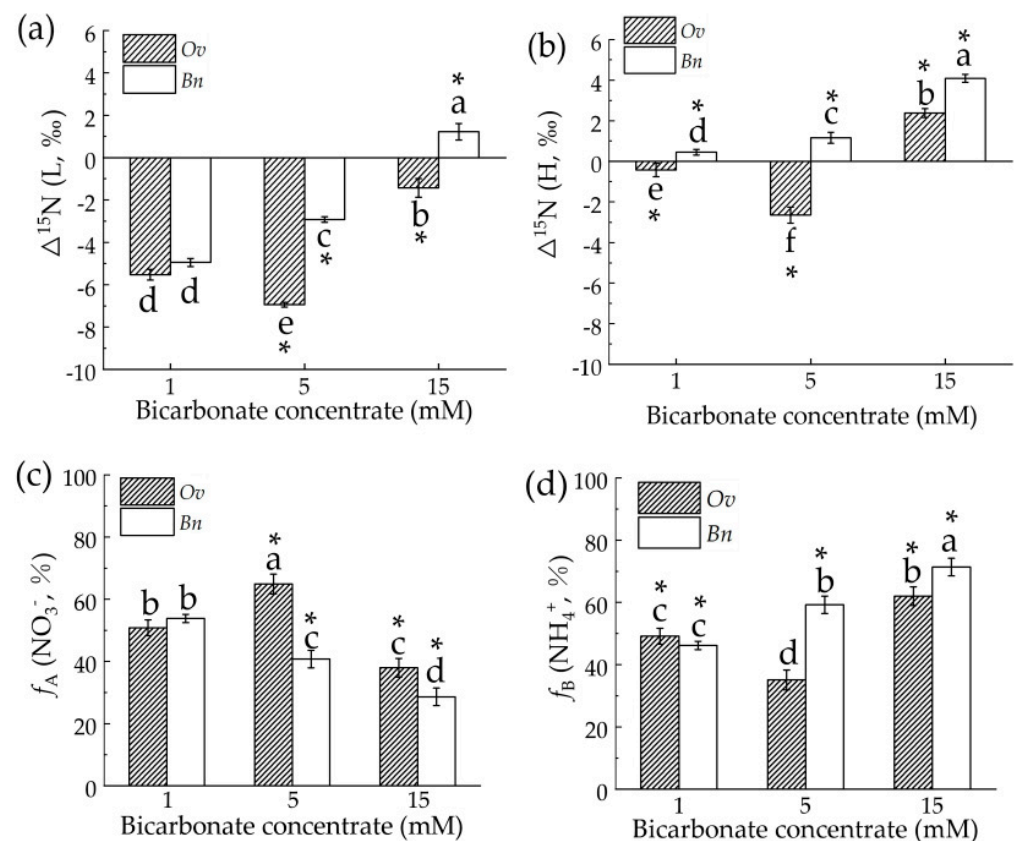 (a)
Ov
Bn
Δ¹⁵N (L, ‰)
6
4
2
0
-2
-4
-6
-8
-10
d
d
e
*
c
*
b
*
*
a
1
5
15
Bicarbonate concentrate (mM)
(b)
Ov
Bn
Δ¹⁵N (H, ‰)
6
4
2
0
-2
-4
-6
-8
-10
e
*
*
d
f
*
*
c
*
b
*
a
1
5
15
Bicarbonate concentrate (mM)
(c)
Ov
Bn
f_A (NO₃⁻, %)
100
80
60
40
20
0
b
b
*
a
*
c
*
c
*
d
1
5
15
Bicarbonate concentrate (mM)
(d)
Ov
Bn
f_B (NH₄⁺, %)
100
80
60
40
20
0
*
c
*
c
d
*
b
*
b
*
a
1
5
15
Bicarbonate concentrate (mM)